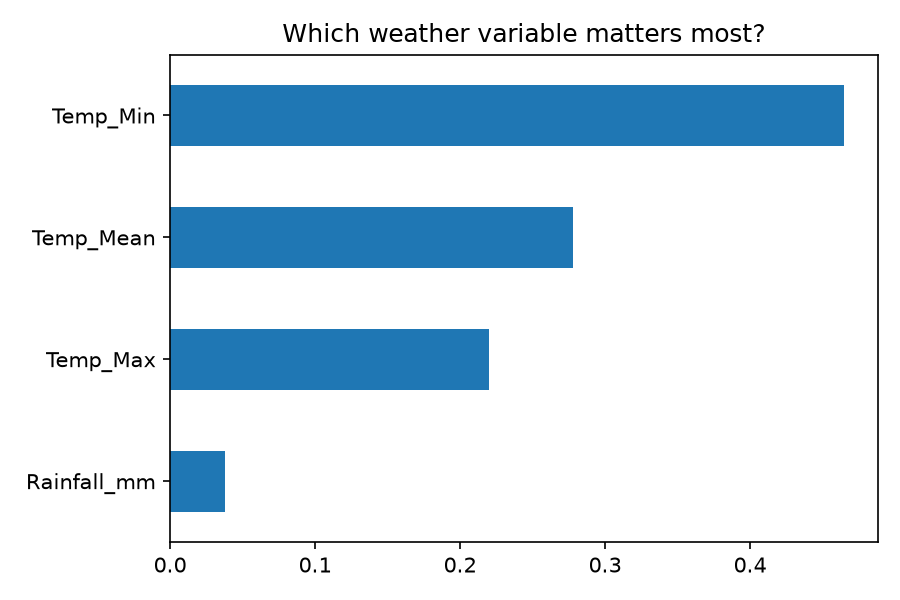 Which weather variable matters most?
Temp_Min
Temp_Mean
Temp_Max
Rainfall_mm
0.0 0.1 0.2 0.3 0.4